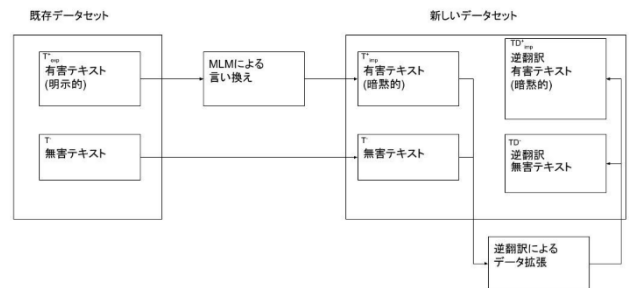 既存データセット
新しいデータセット
T⁺exp
有害テキスト
(明示的)
MLMによる
言い換え
T⁺imp
有害テキスト
(暗黙的)
TD⁺imp
逆翻訳
有害テキスト
(暗黙的)
T⁻
無害テキスト
T⁻
無害テキスト
TD⁻
逆翻訳
無害テキスト
逆翻訳による
データ拡張